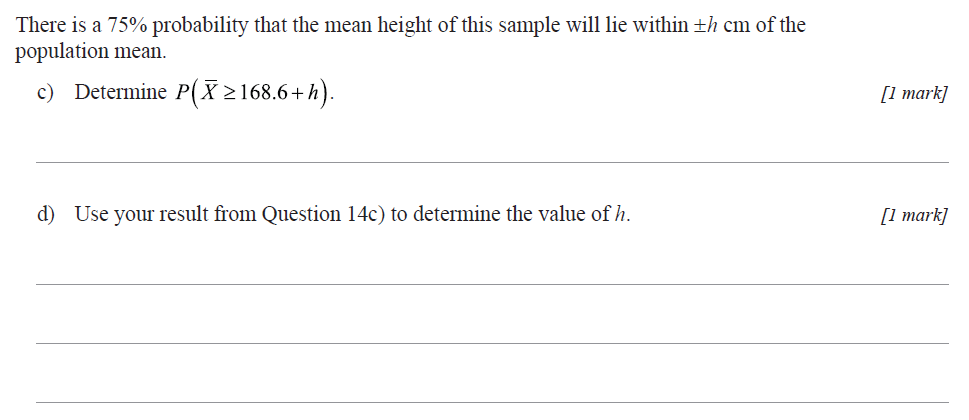 There is a 75% probability that the mean height of this sample will lie within ±h cm of the
population mean.
c) Determine P(X̅ ≥ 168.6 + h). [1 mark]
d) Use your result from Question 14c) to determine the value of h. [1 mark]